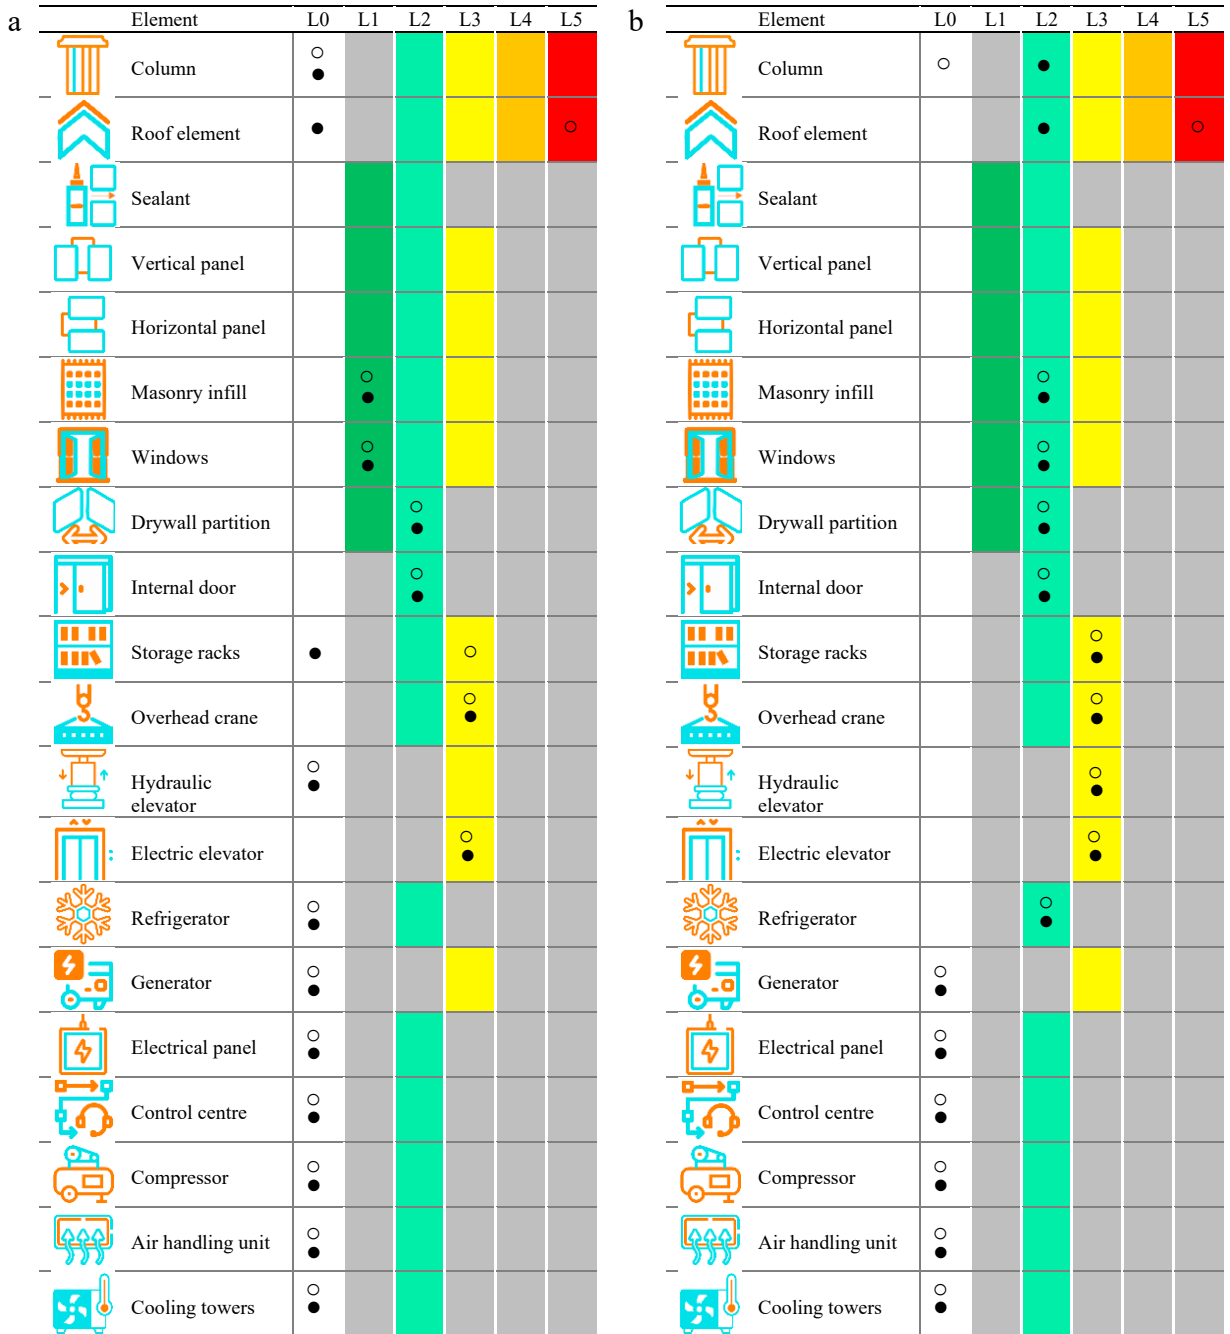 a
Element L0 L1 L2 L3 L4 L5
Column
Roof element
Sealant
Vertical panel
Horizontal panel
Masonry infill
Windows
Drywall partition
Internal door
Storage racks
Overhead crane
Hydraulic
elevator
Electric elevator
Refrigerator
Generator
Electrical panel
Control centre
Compressor
Air handling unit
Cooling towers
b
Element L0 L1 L2 L3 L4 L5
Column
Roof element
Sealant
Vertical panel
Horizontal panel
Masonry infill
Windows
Drywall partition
Internal door
Storage racks
Overhead crane
Hydraulic
elevator
Electric elevator
Refrigerator
Generator
Electrical panel
Control centre
Compressor
Air handling unit
Cooling towers